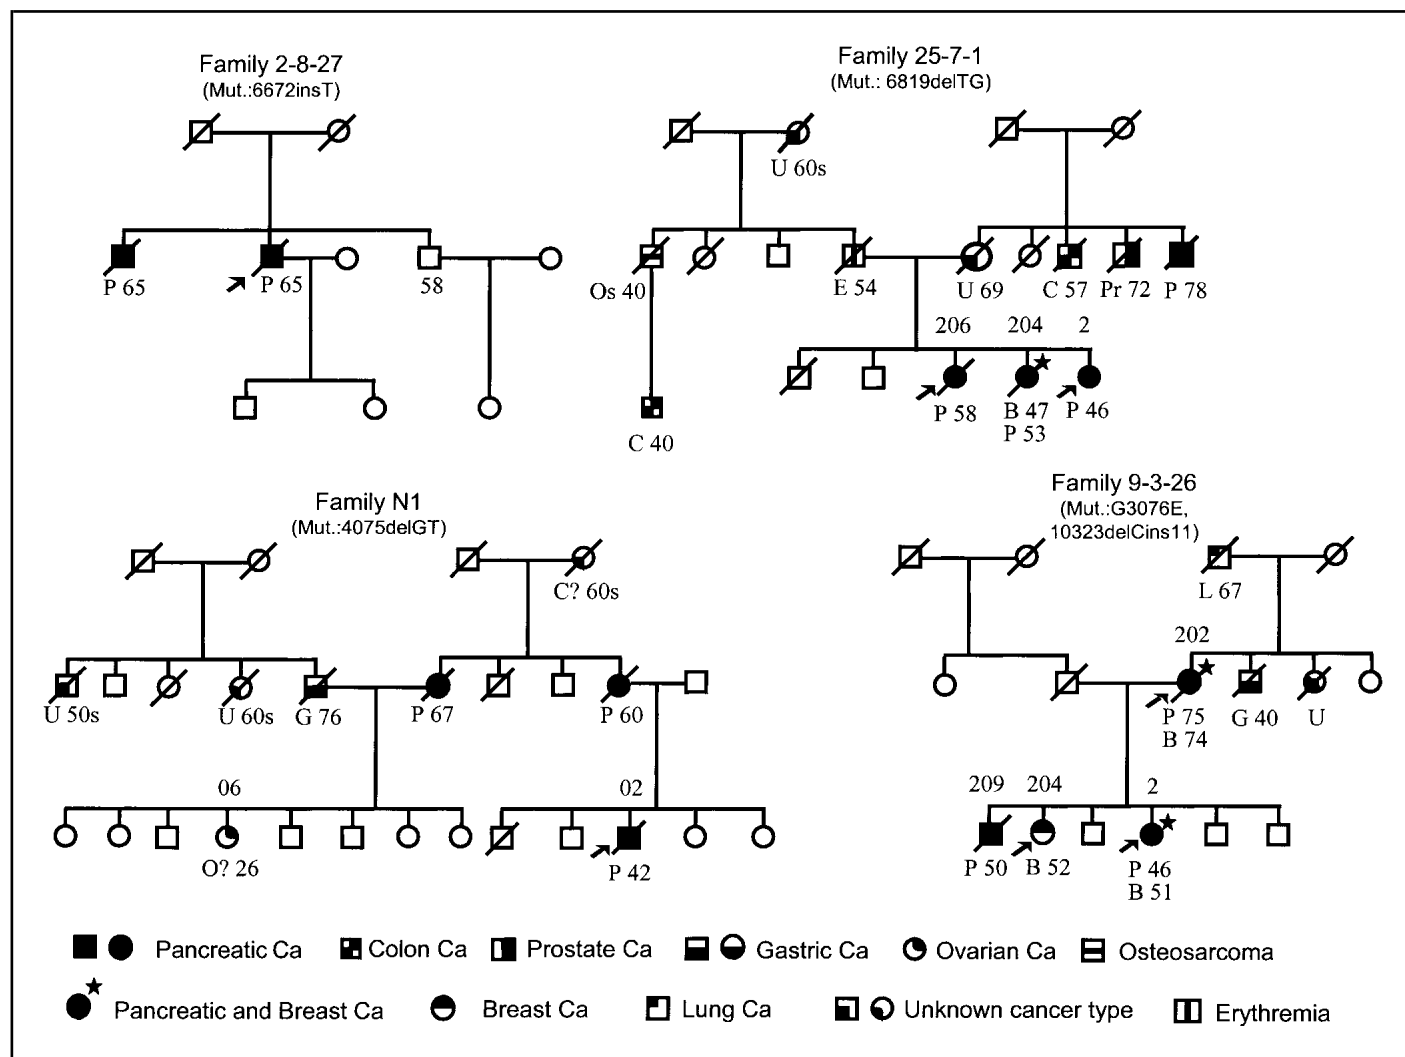 Family 2-8-27
(Mut.:6672insT)
P 65
P 65
58
Family 25-7-1
(Mut.: 6819delTG)
U 60s
Os 40
E 54
U 69
C 57
Pr 72
P 78
206
204
2
P 58
B 47
P 53
P 46
C 40
Family N1
(Mut.:4075delGT)
C? 60s
U 50s
U 60s
G 76
P 67
P 60
06
02
O? 26
P 42
Family 9-3-26
(Mut.:G3076E,
10323delCins11)
L 67
202
P 75
B 74
G 40
U
209
204
2
P 50
B 52
P 46
B 51
Pancreatic Ca
Colon Ca
Prostate Ca
Gastric Ca
Ovarian Ca
Osteosarcoma
Pancreatic and Breast Ca
Breast Ca
Lung Ca
Unknown cancer type
Erythremia